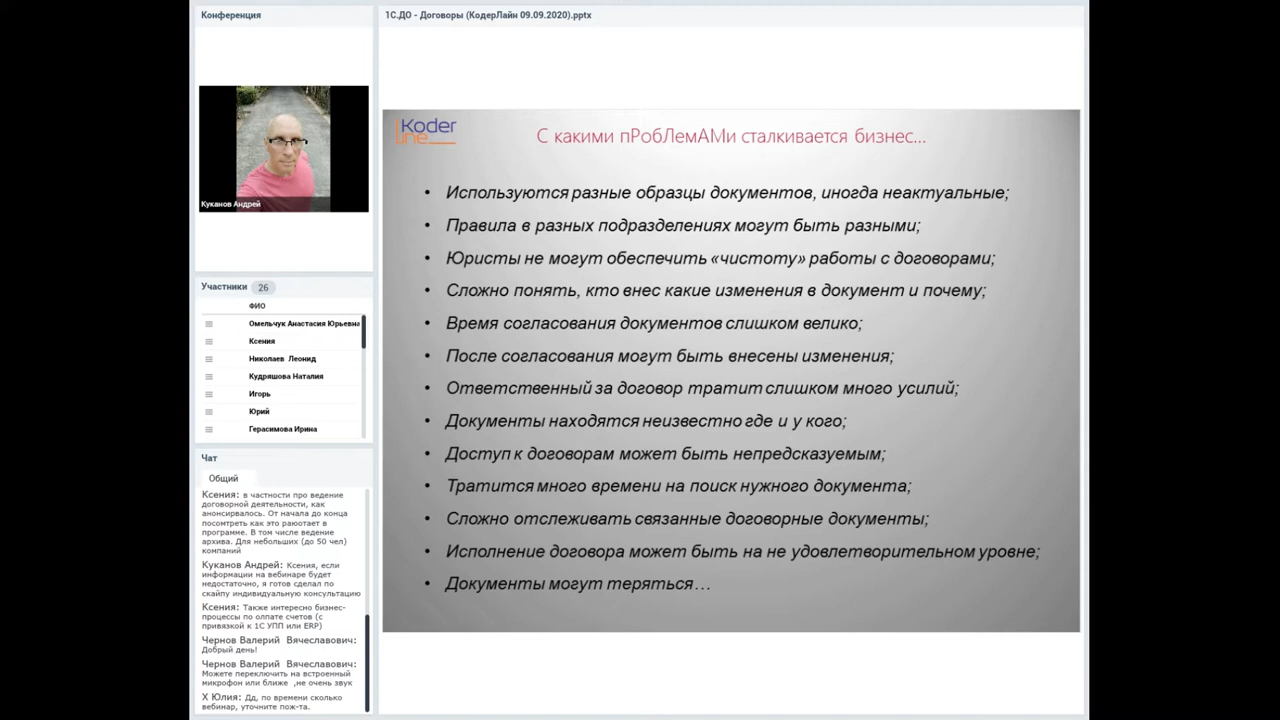 Конференция
1С.ДО - Договоры (КодерЛайн 09.09.2020).pptx
Куканов Андрей
Участники 26
ФИО
Омельчук Анастасия Юрьевна
Ксения
Николаев Леонид
Кудряшова Наталия
Игорь
Юрий
Герасимова Ирина
Чат
Общий
Ксения: в частности про ведение
договорной деятельности, как
анонсирвалось. От начала до конца
посомтреть как это раюотает в
программе. В том числе ведение
архива. Для небольших (до 50 чел)
компаний
Куканов Андрей: Ксения, если
информации на вебинаре будет
недостаточно, я готов сделал по
скайпу индивидуальную консультацию
Ксения: Также интересно бизнес-
процессы по олпате счетов (с
привязкой к 1С УПП или ERP)
Чернов Валерий Вячеславович:
Добрый день!
Чернов Валерий Вячеславович:
Можете переключить на встроенный
микрофон или ближе ,не очень звук
Х Юлия: Дд, по времени сколько
вебинар, уточните пож-та.
Koder
line
С какими пРобЛемАМи сталкивается бизнес...
• Используются разные образцы документов, иногда неактуальные;
• Правила в разных подразделениях могут быть разными;
• Юристы не могут обеспечить «чистоту» работы с договорами;
• Сложно понять, кто внес какие изменения в документ и почему;
• Время согласования документов слишком велико;
• После согласования могут быть внесены изменения;
• Ответственный за договор тратит слишком много усилий;
• Документы находятся неизвестно где и у кого;
• Доступ к договорам может быть непредсказуемым;
• Тратится много времени на поиск нужного документа;
• Сложно отслеживать связанные договорные документы;
• Исполнение договора может быть на не удовлетворительном уровне;
• Документы могут теряться…